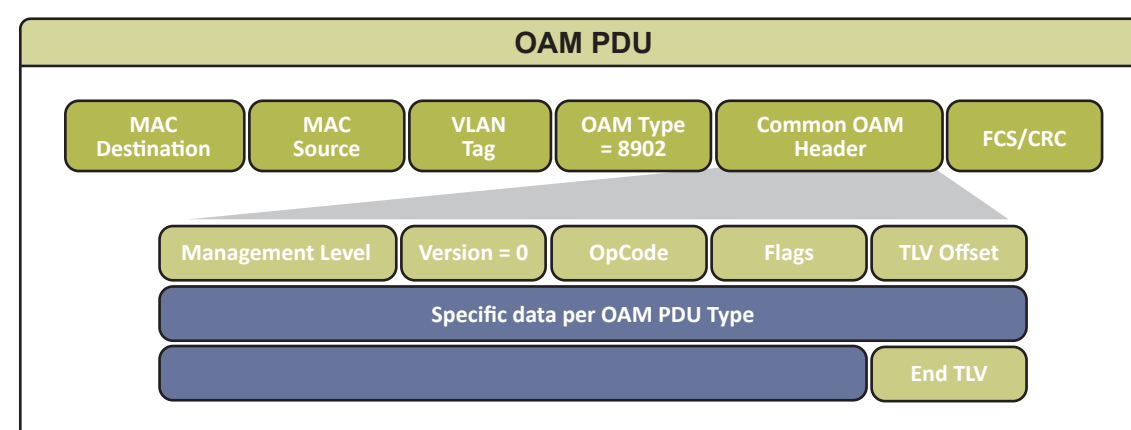 OAM PDU
MAC
Destination
MAC
Source
VLAN
Tag
OAM Type
= 8902
Common OAM
Header
FCS/CRC
Management Level
Version = 0
OpCode
Flags
TLV Offset
Specific data per OAM PDU Type
End TLV